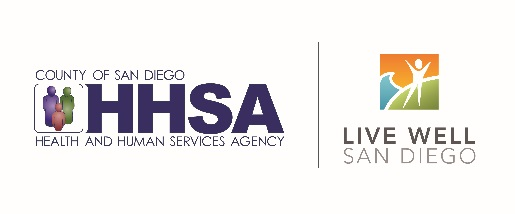 COUNTY OF SAN DIEGO
HHSA
HEALTH AND HUMAN SERVICES AGENCY
LIVE WELL
SAN DIEGO